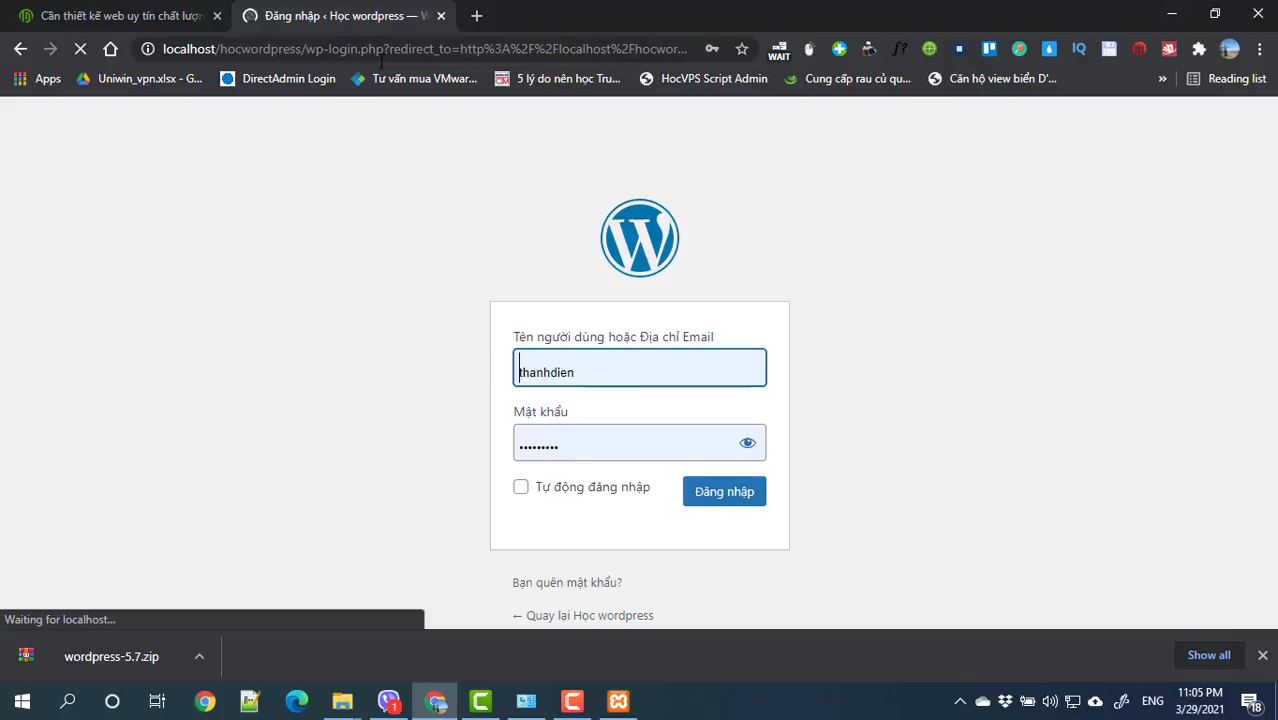 Cần thiết kế web uy tín chất lượn
Đăng nhập ‹ Học wordpress — W
localhost/hocwordpress/wp-login.php?redirect_to=http%3A%2F%2Flocalhost%2Fhocwor...
WAIT
f?
IQ
Apps
Uniwin_vpn.xlsx - G...
DirectAdmin Login
Tư vấn mua VMwar...
5 lý do nên học Tru...
HocVPS Script Admin
Cung cấp rau củ qu...
Căn hộ view biển D'...
»
Reading list
Tên người dùng hoặc Địa chỉ Email
thanhdien
Mật khẩu
•••••••••
Tự động đăng nhập
Đăng nhập
Bạn quên mật khẩu?
← Quay lại Học wordpress
Waiting for localhost...
wordpress-5.7.zip
Show all
1
ENG
11:05 PM
3/29/2021
18